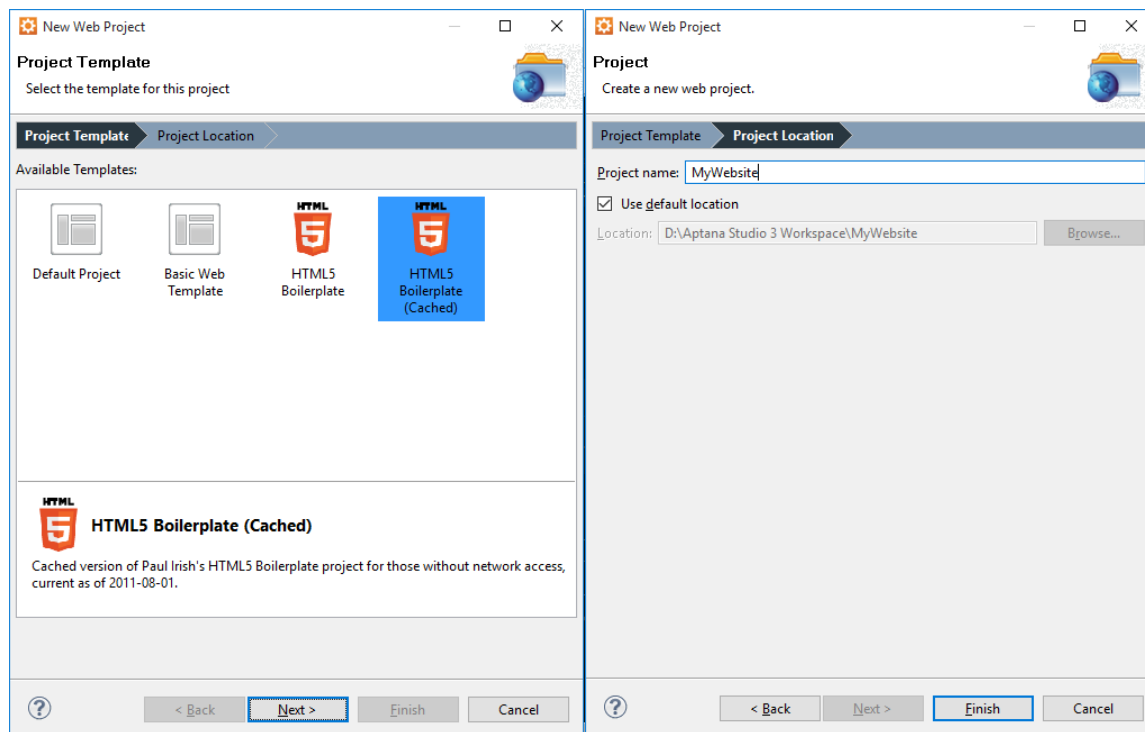 New Web Project
Project Template
Select the template for this project
Project Template
Project Location
Available Templates:
HTML
5
Default Project
Basic Web
Template
HTML
5
HTML5
Boilerplate
HTML5
Boilerplate
(Cached)
HTML
5
HTML5 Boilerplate (Cached)
Cached version of Paul Irish's HTML5 Boilerplate project for those without network access,
current as of 2011-08-01.
?
< Back
Next >
Finish
Cancel
New Web Project
Project
Create a new web project.
Project Template
Project Location
Project name: MyWebsite
Use default location
Location: D:\Aptana Studio 3 Workspace\MyWebsite
Browse...
?
< Back
Next >
Finish
Cancel